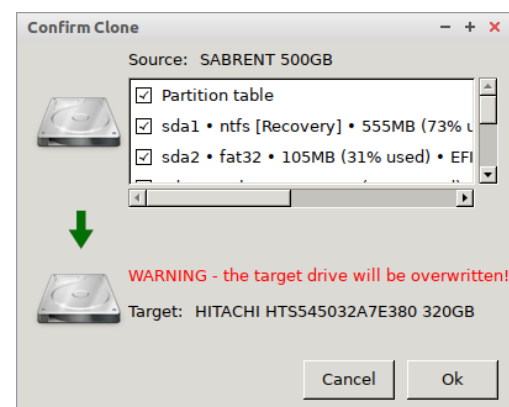 Confirm Clone
Source: SABRENT 500GB
Partition table
sda1 • ntfs [Recovery] • 555MB (73% u
sda2 • fat32 • 105MB (31% used) • EFI
WARNING - the target drive will be overwritten!
Target: HITACHI HTS545032A7E380 320GB
Cancel Ok